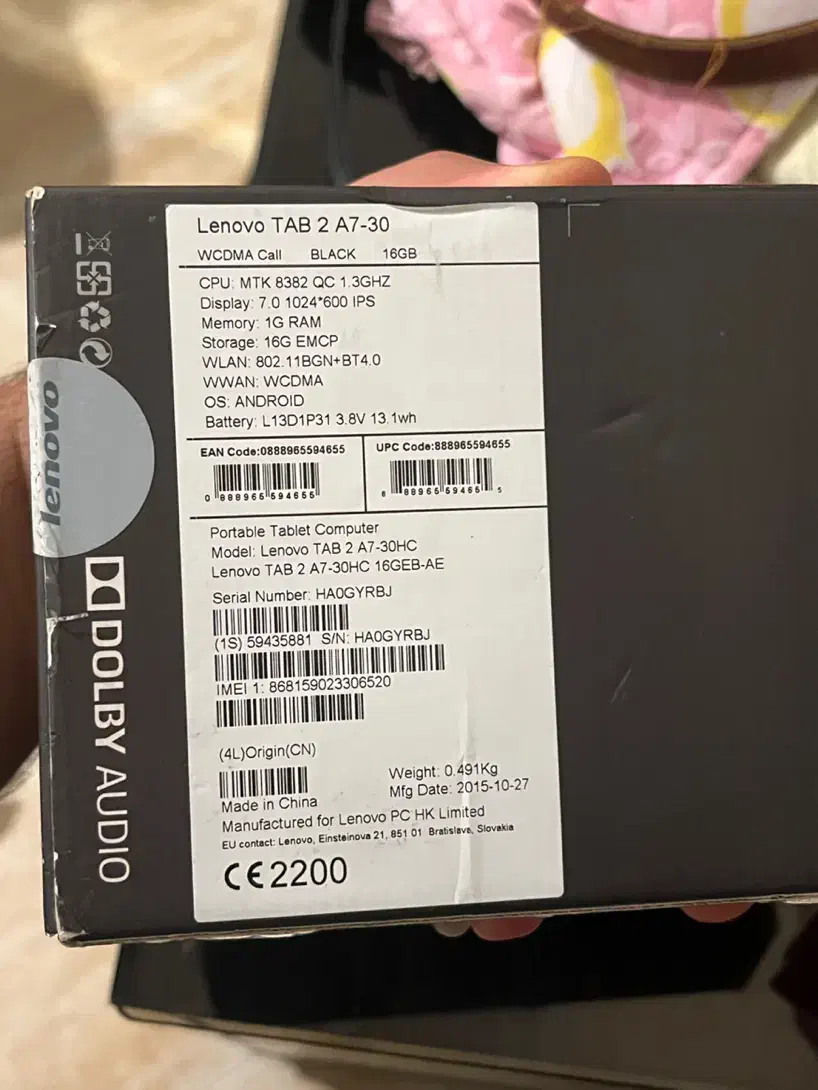 Lenovo TAB 2 A7-30
WCDMA Call BLACK 16GB
CPU: MTK 8382 QC 1.3GHZ
Display: 7.0 1024*600 IPS
Memory: 1G RAM
Storage: 16G EMCP
WLAN: 802.11BGN+BT4.0
WWAN: WCDMA
OS: ANDROID
Battery: L13D1P31 3.8V 13.1wh
EAN Code:0888965594655
0 888965 594655
UPC Code:888965594655
8 88965 59465 5
Portable Tablet Computer
Model: Lenovo TAB 2 A7-30HC
Lenovo TAB 2 A7-30HC 16GEB-AE
Serial Number: HA0GYRBJ
(1S) 59435881 S/N: HA0GYRBJ
IMEI 1: 868159023306520
(4L)Origin(CN)
Made in China
Weight: 0.491Kg
Mfg Date: 2015-10-27
Manufactured for Lenovo PC HK Limited
EU contact: Lenovo, Einsteinova 21, 851 01 Bratislava, Slovakia
CE2200
lenovo
DOLBY AUDIO